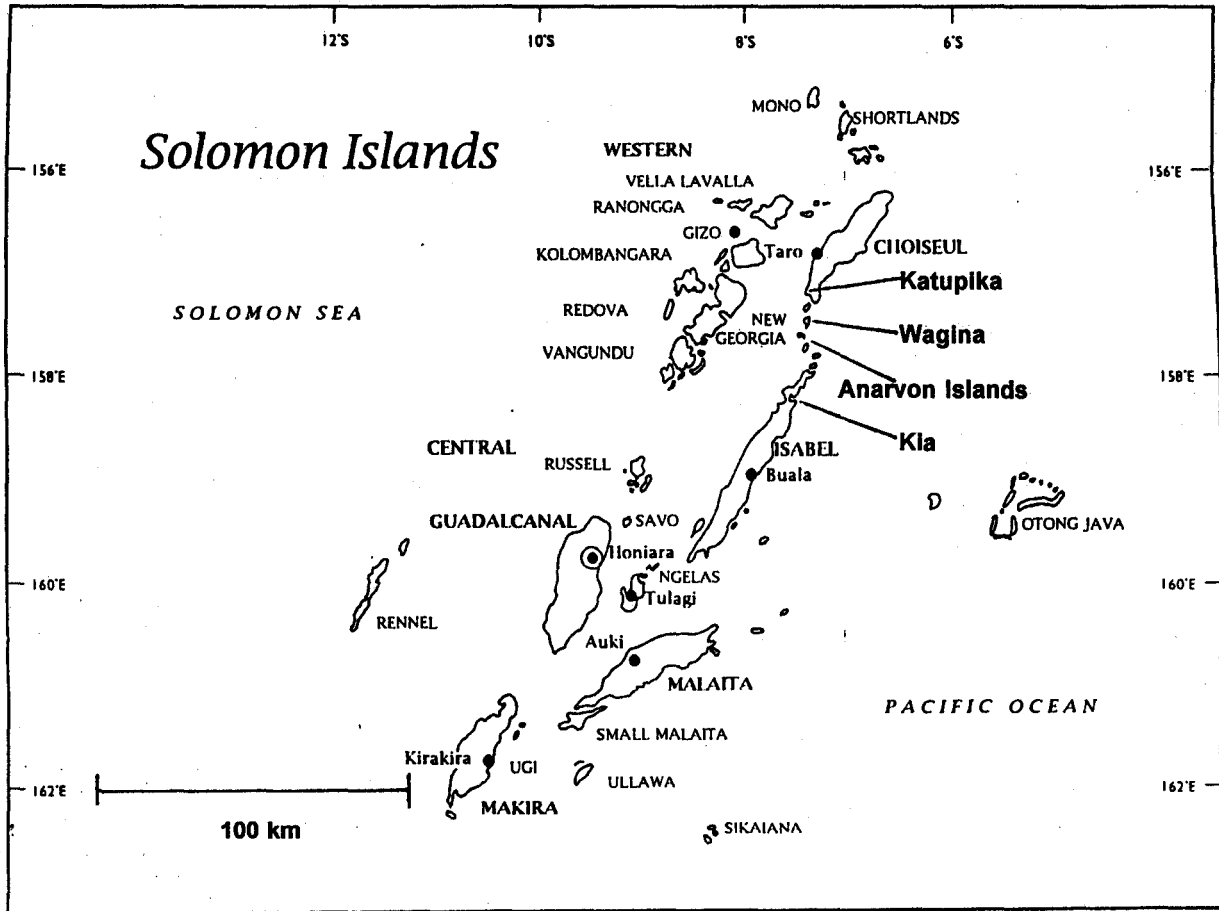 12°S 10°S 8°S 6°S
MONO
SHORTLANDS
Solomon Islands
WESTERN
156°E 156°E
VELLA LAVALLA
RANONGGA
GIZO
KOLOMBANGARA
Taro
CHOISEUL
Katupika
SOLOMON SEA
REDOVA
NEW
GEORGIA
Wagina
VANGUNDU
158°E 158°E
Anarvon Islands
Kia
CENTRAL
RUSSELL
ISABEL
Buala
GUADALCANAL
SAVO
OTONG JAVA
Honiara
NGELAS
160°E 160°E
Tulagi
RENNEL
Auki
MALAITA
PACIFIC OCEAN
SMALL MALAITA
Kirakira
UGI
ULLAWA
162°E 162°E
MAKIRA
100 km
SIKAIANA